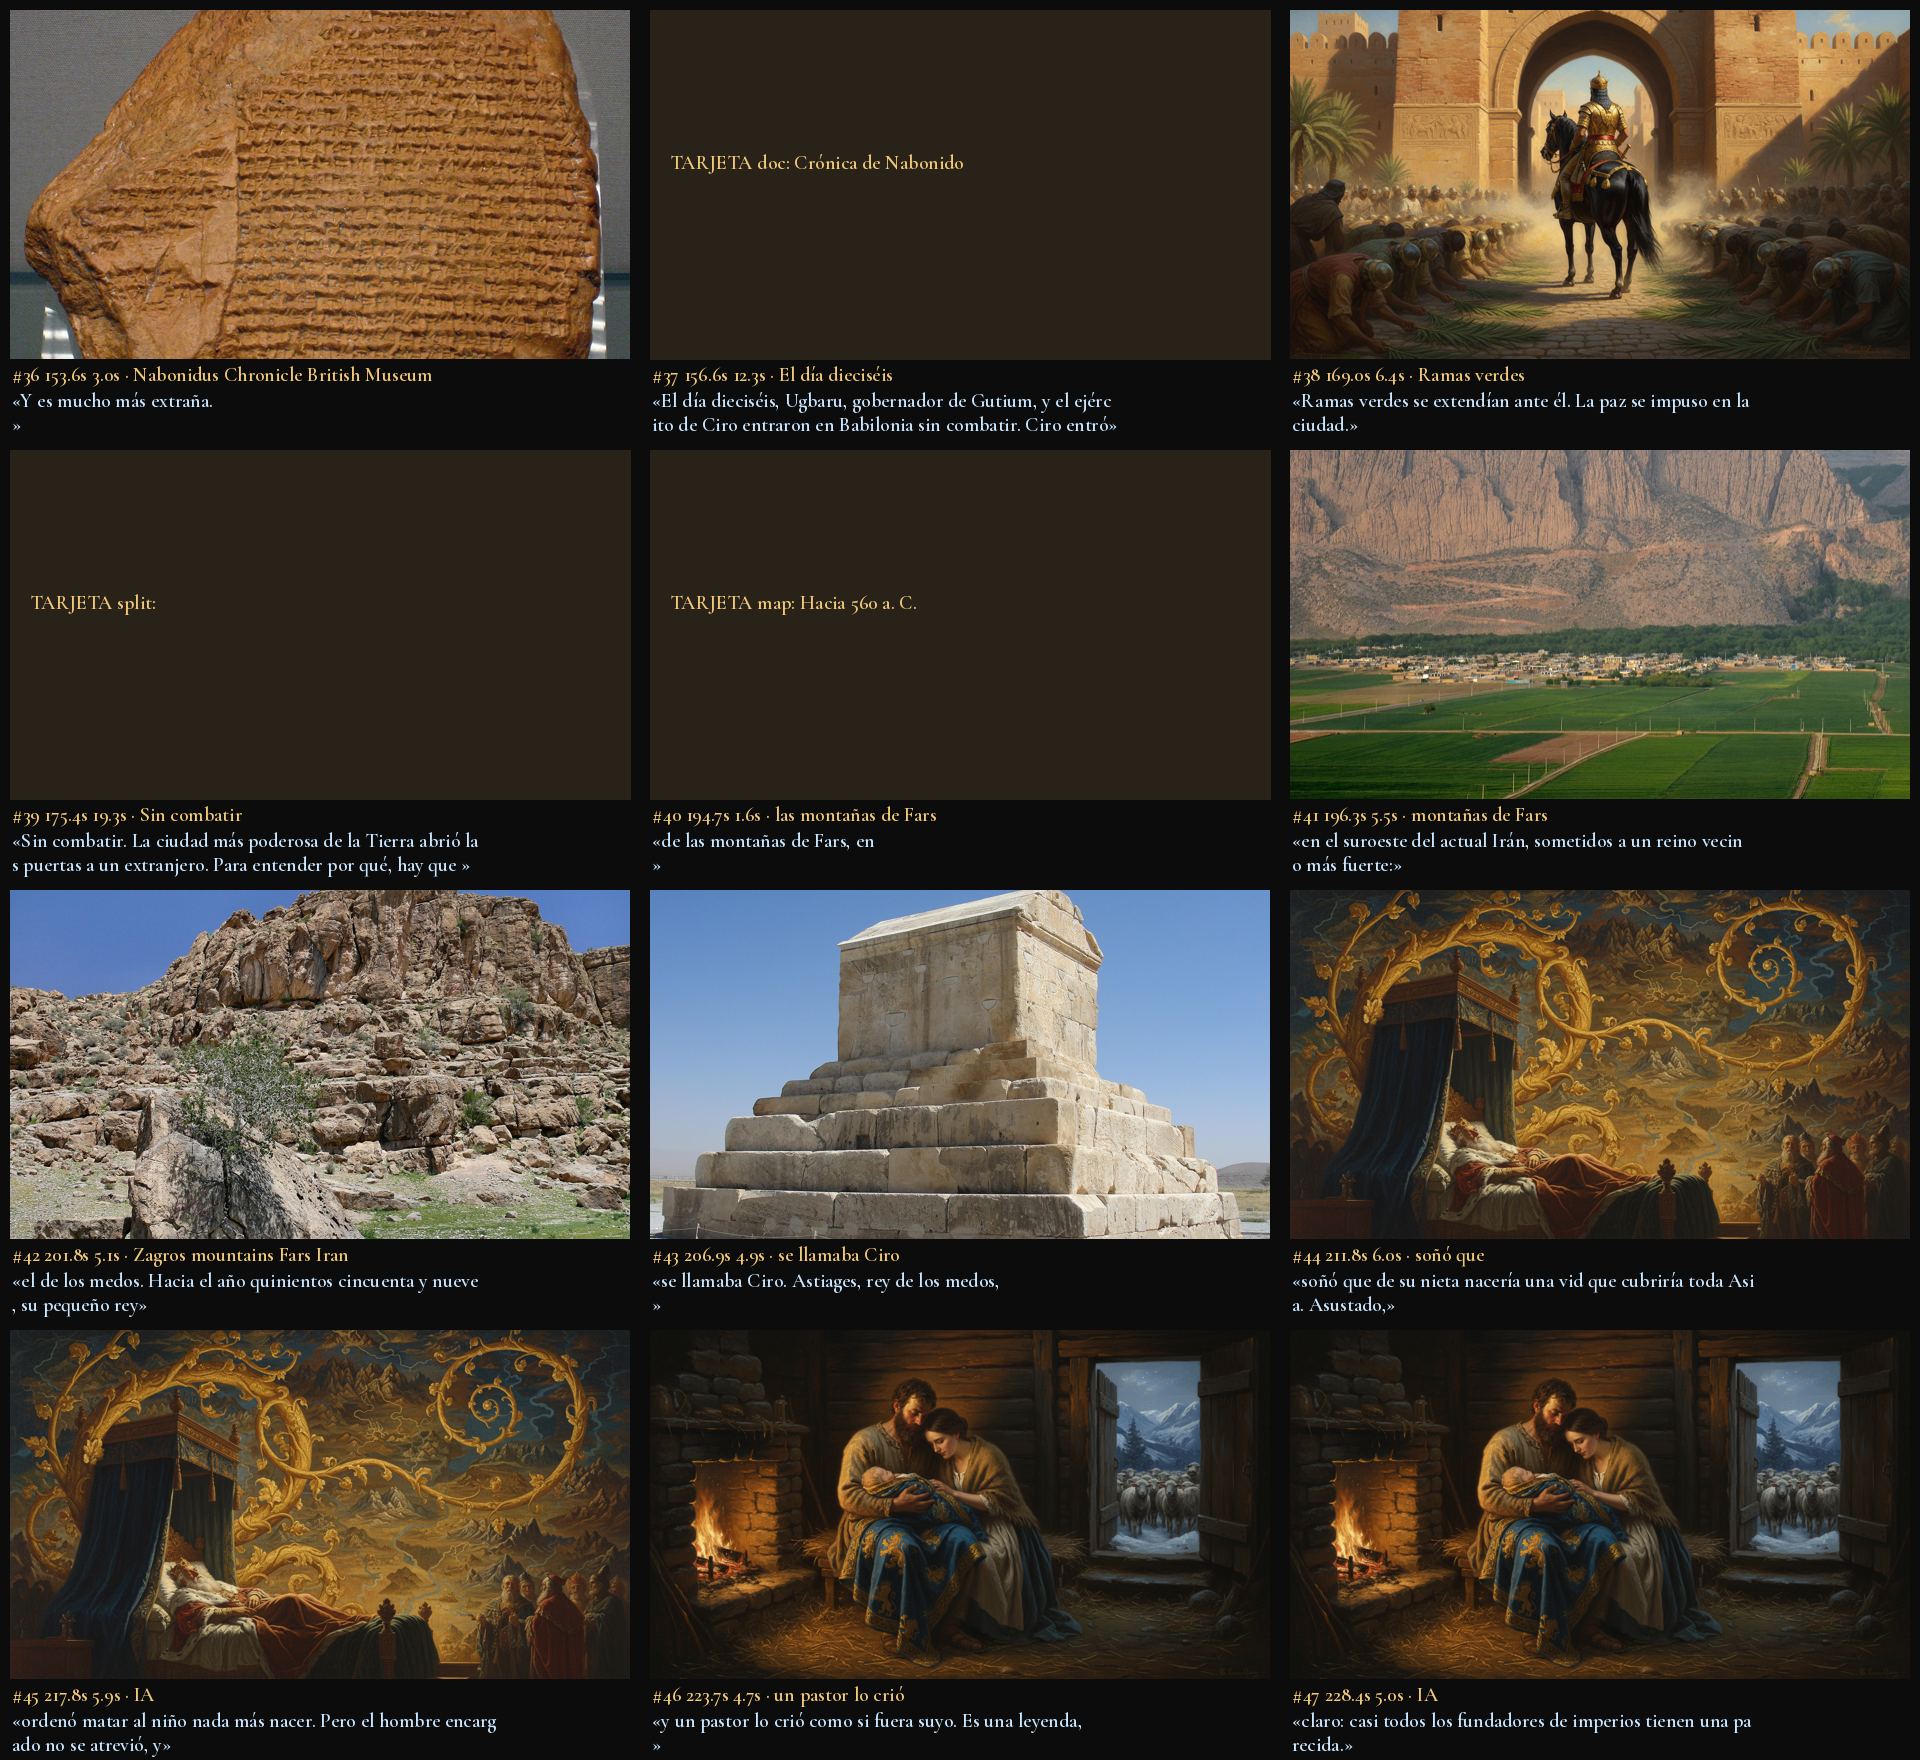 TARJETA doc: Crónica de Nabonido
#36 153.6s 3.0s · Nabonidus Chronicle British Museum
«Y es mucho más extraña.
»
#37 156.6s 12.3s · El día dieciséis
«El día dieciséis, Ugbaru, gobernador de Gutium, y el ejérc
ito de Ciro entraron en Babilonia sin combatir. Ciro entró»
#38 169.0s 6.4s · Ramas verdes
«Ramas verdes se extendían ante él. La paz se impuso en la
ciudad.»
TARJETA split:
TARJETA map: Hacia 560 a. C.
#39 175.4s 19.3s · Sin combatir
«Sin combatir. La ciudad más poderosa de la Tierra abrió la
s puertas a un extranjero. Para entender por qué, hay que »
#40 194.7s 1.6s · las montañas de Fars
«de las montañas de Fars, en
»
#41 196.3s 5.5s · montañas de Fars
«en el suroeste del actual Irán, sometidos a un reino vecin
o más fuerte:»
#42 201.8s 5.1s · Zagros mountains Fars Iran
«el de los medos. Hacia el año quinientos cincuenta y nueve
, su pequeño rey»
#43 206.9s 4.9s · se llamaba Ciro
«se llamaba Ciro. Astiages, rey de los medos,
»
#44 211.8s 6.0s · soñó que
«soñó que de su nieta nacería una vid que cubriría toda Asi
a. Asustado,»
#45 217.8s 5.9s · IA
«ordenó matar al niño nada más nacer. Pero el hombre encarg
ado no se atrevió, y»
#46 223.7s 4.7s · un pastor lo crió
«y un pastor lo crió como si fuera suyo. Es una leyenda,
»
#47 228.4s 5.0s · IA
«claro: casi todos los fundadores de imperios tienen una pa
recida.»